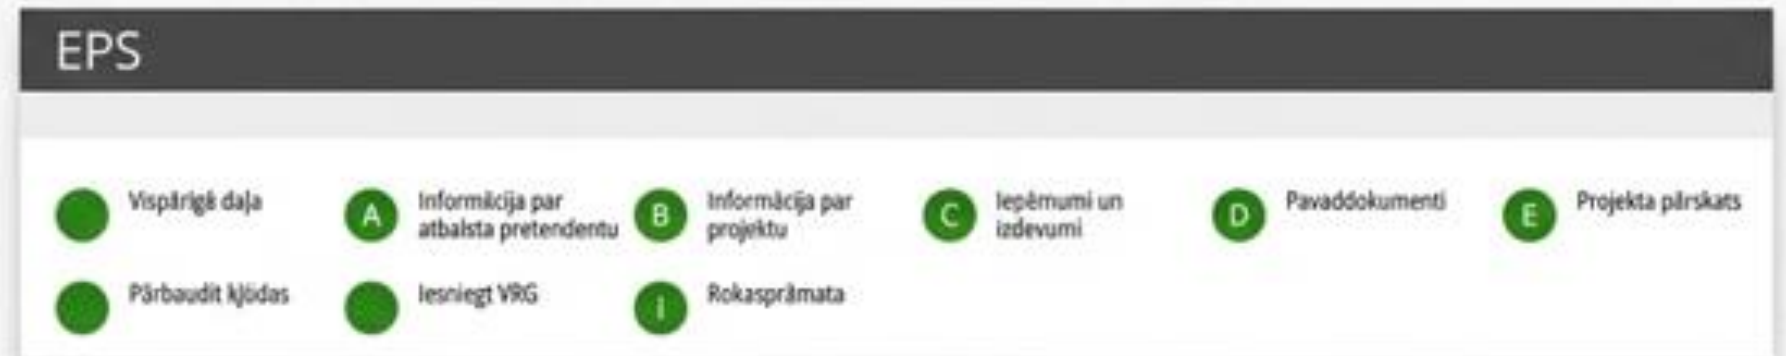 EPS
Vispārīgā daļa
A
Informācija par
atbalsta pretendentu
B
Informācija par
projektu
C
Ieņēmumi un
izdevumi
D
Pavaddokumenti
E
Projekta pārskats
Pārbaudīt kļūdas
Iesniegt VRG
i
Rokasgrāmata